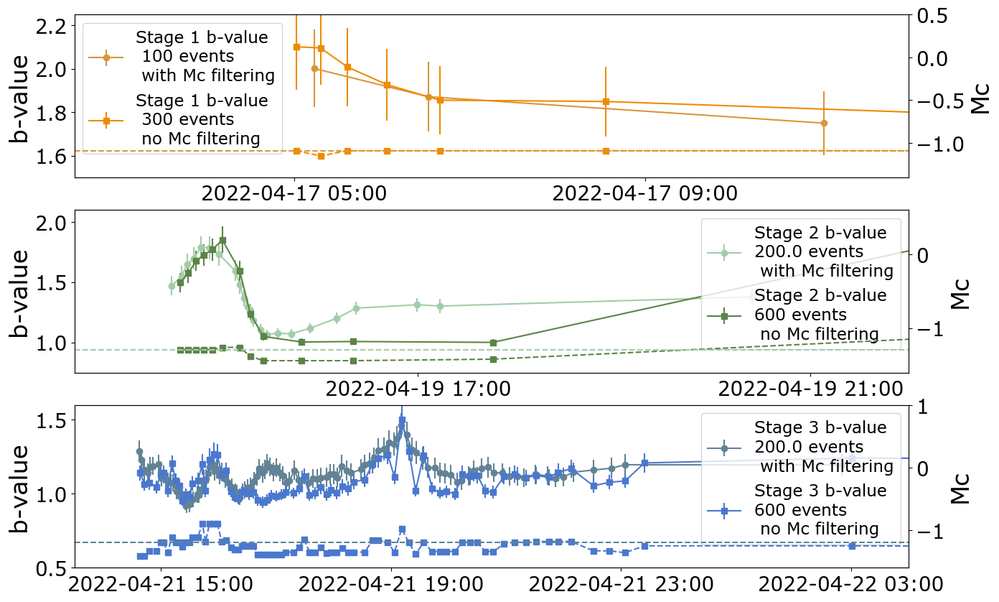 2.2
2.0
1.8
1.6
b-value
Stage 1 b-value
100 events
with Mc filtering
Stage 1 b-value
300 events
no Mc filtering
0.5
0.0
−0.5
−1.0
Mc
2022-04-17 05:00
2022-04-17 09:00
2.0
1.5
1.0
b-value
Stage 2 b-value
200.0 events
with Mc filtering
Stage 2 b-value
600 events
no Mc filtering
0
−1
Mc
2022-04-19 17:00
2022-04-19 21:00
1.5
1.0
0.5
b-value
Stage 3 b-value
200.0 events
with Mc filtering
Stage 3 b-value
600 events
no Mc filtering
1
0
−1
Mc
2022-04-21 15:00
2022-04-21 19:00
2022-04-21 23:00
2022-04-22 03:00